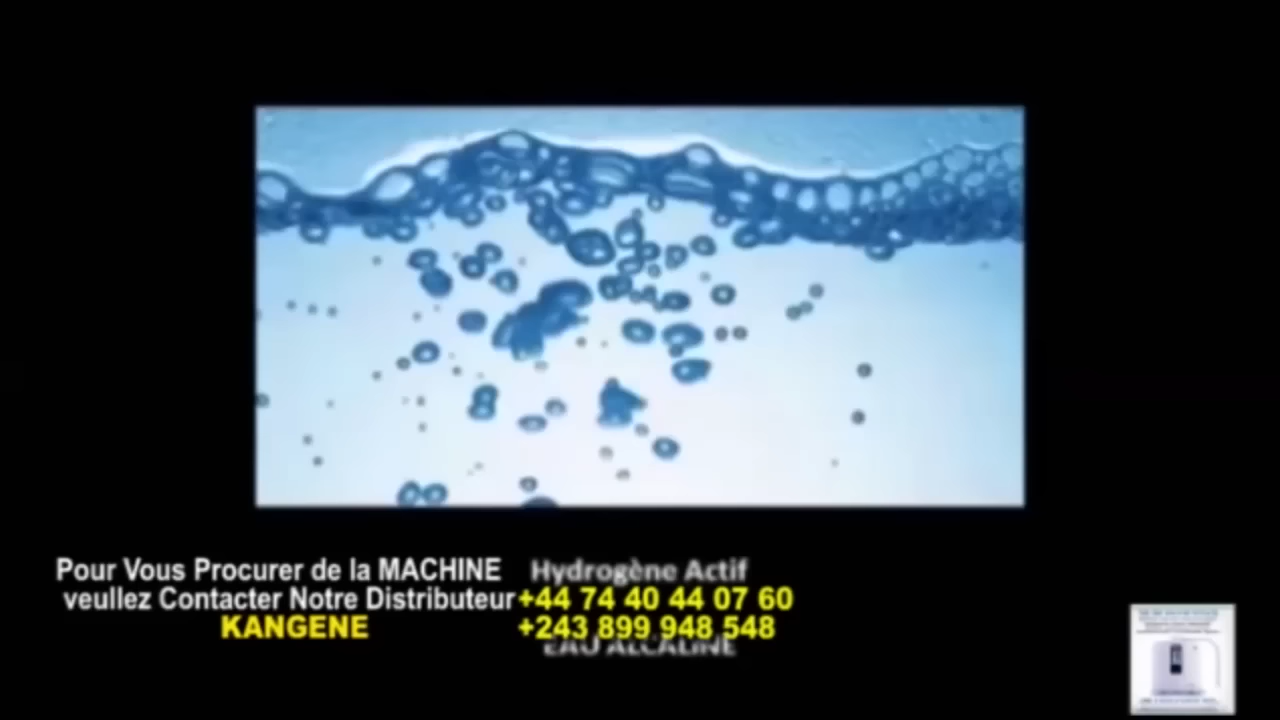 Pour Vous Procurer de la MACHINE
Hydrogène Actif
veullez Contacter Notre Distributeur +44 74 40 44 07 60
KANGENE +243 899 948 548
EAU ALCALINE